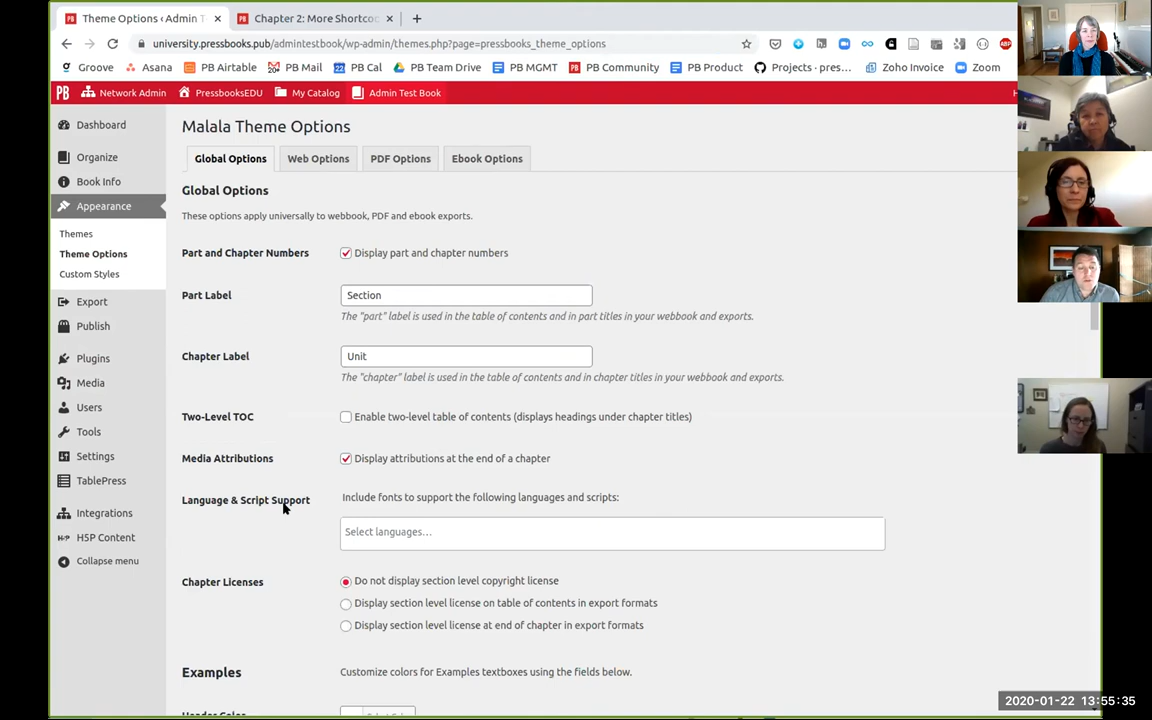 Theme Options ‹ Admin T
Chapter 2: More Shortco
university.pressbooks.pub/admintestbook/wp-admin/themes.php?page=pressbooks_theme_options
Groove
Asana
PB Airtable
PB Mail
PB Cal
PB Team Drive
PB MGMT
PB Community
PB Product
Projects · pres...
Zoho Invoice
Zoom
PB
Network Admin
PressbooksEDU
My Catalog
Admin Test Book
H
Dashboard
Organize
Book Info
Appearance
Themes
Theme Options
Custom Styles
Export
Publish
Plugins
Media
Users
Tools
Settings
TablePress
Integrations
H5P Content
Collapse menu
Malala Theme Options
Global Options
Web Options
PDF Options
Ebook Options
Global Options
These options apply universally to webbook, PDF and ebook exports.
Part and Chapter Numbers
Display part and chapter numbers
Part Label
Section
The "part" label is used in the table of contents and in part titles in your webbook and exports.
Chapter Label
Unit
The "chapter" label is used in the table of contents and in chapter titles in your webbook and exports.
Two-Level TOC
Enable two-level table of contents (displays headings under chapter titles)
Media Attributions
Display attributions at the end of a chapter
Language & Script Support
Include fonts to support the following languages and scripts:
Select languages...
Chapter Licenses
Do not display section level copyright license
Display section level license on table of contents in export formats
Display section level license at end of chapter in export formats
Examples
Customize colors for Examples textboxes using the fields below.
2020-01-22 13:55:35